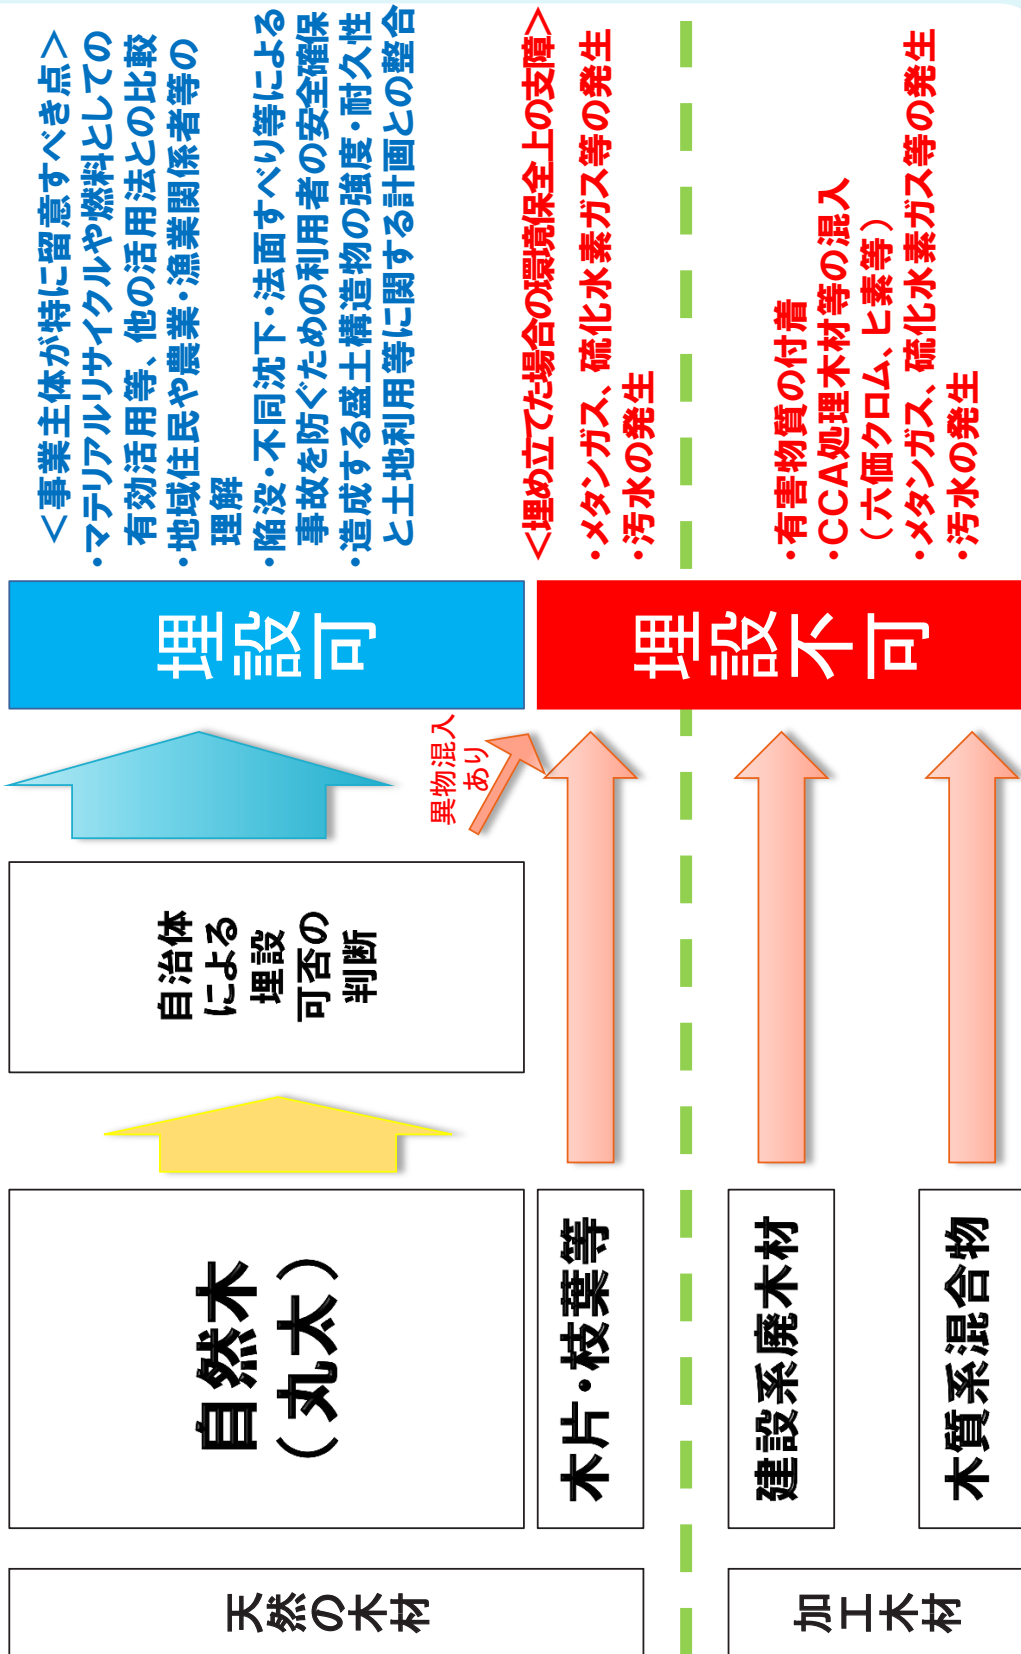 天然の木材
自然木
（丸太）
自治体
による
埋設
可否の
判断
埋設可
＜事業主体が特に留意すべき点＞
・マテリアルリサイクルや燃料としての
有効活用等、他の活用法との比較
・地域住民や農業・漁業関係者等の
理解
・陥没・不同沈下・法面すべり等による
事故を防ぐための利用者の安全確保
・造成する盛土構造物の強度・耐久性
と土地利用等に関する計画との整合
異物混入
あり
木片・枝葉等
埋設不可
＜埋め立てた場合の環境保全上の支障＞
・メタンガス、硫化水素ガス等の発生
・汚水の発生
加工木材
建設系廃木材
木質系混合物
・有害物質の付着
・CCA処理木材等の混入
（六価クロム、ヒ素等）
・メタンガス、硫化水素ガス等の発生
・汚水の発生